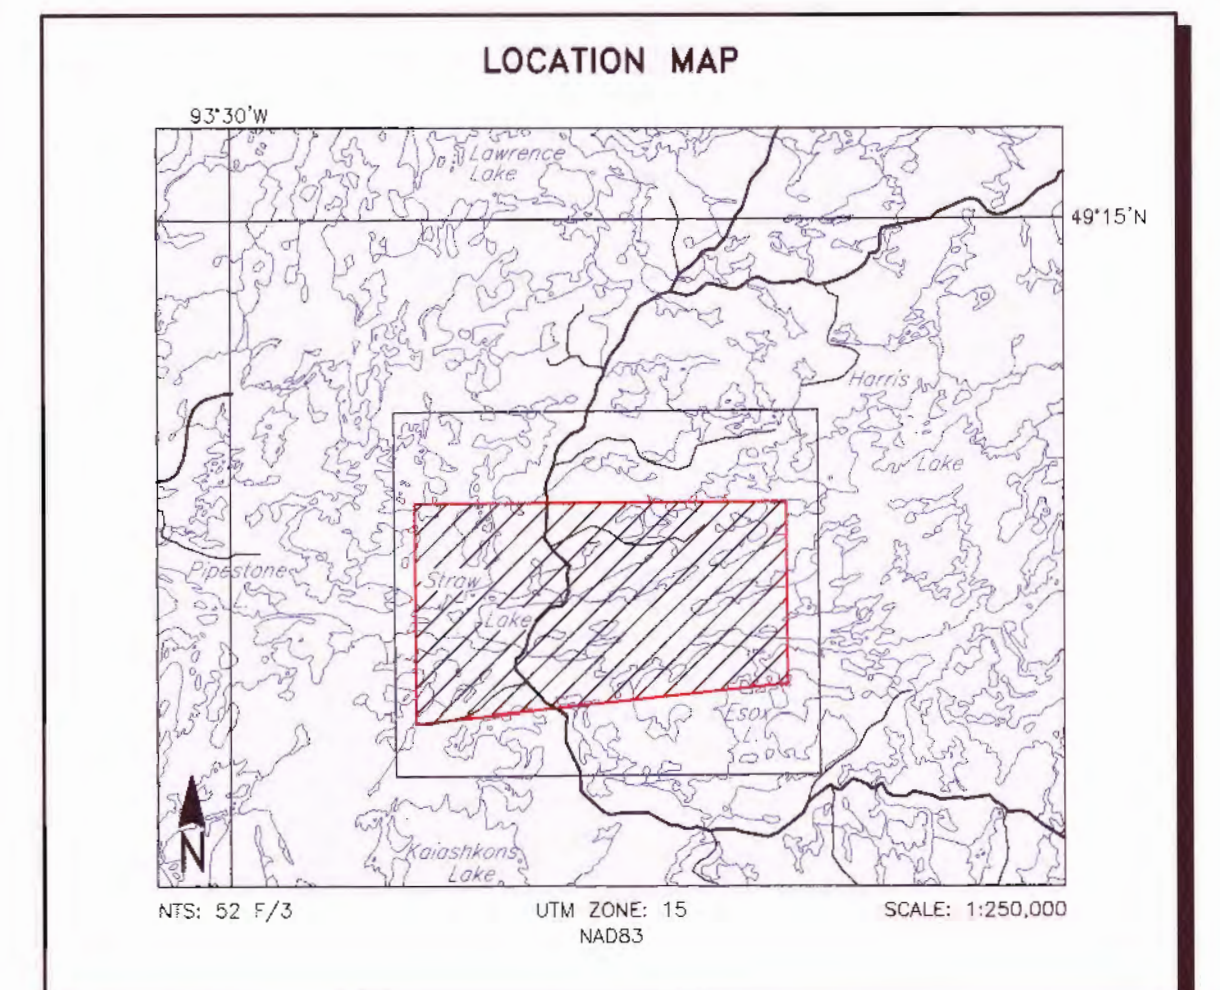 LOCATION MAP
93°30'W
Lawrence
Lake
49°15'N
Harris
Lake
Pipestone
Straw
Lake
Esox
L.
Kaiashkons
Lake
N
NTS: 52 F/3
UTM ZONE: 15
SCALE: 1:250,000
NAD83